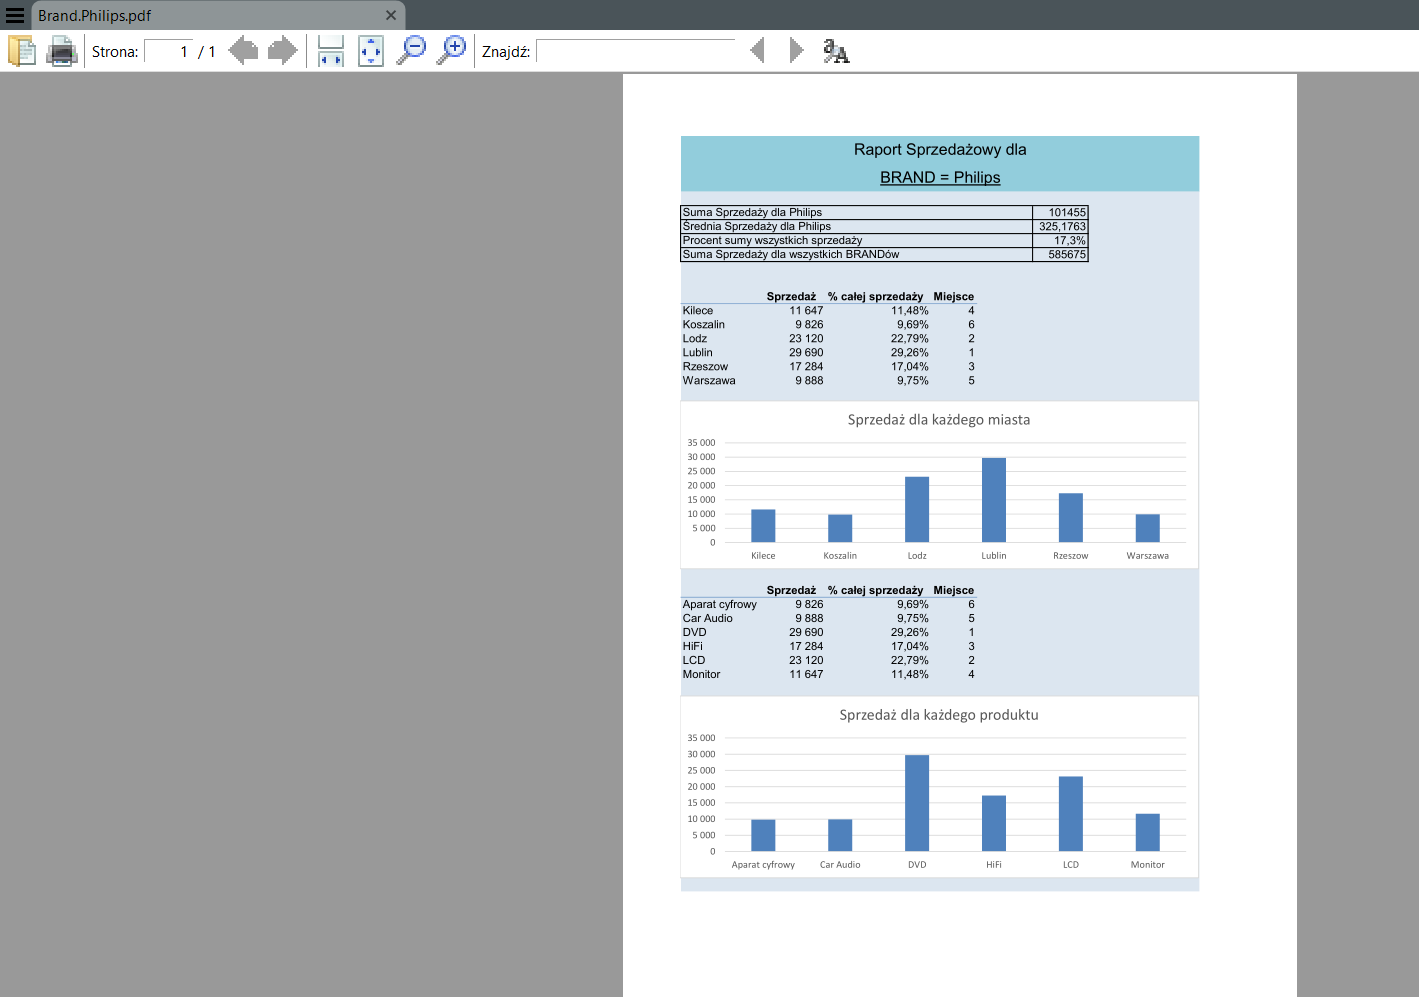 Brand.Philips.pdf
Strona: 1 / 1 Znajdź:
Raport Sprzedażowy dla
BRAND = Philips
Suma Sprzedaży dla Philips 101455
Średnia Sprzedaży dla Philips 325,1763
Procent sumy wszystkich sprzedaży 17,3%
Suma Sprzedaży dla wszystkich BRANDów 585675
Sprzedaż % całej sprzedaży Miejsce
Kilece 11 647 11,48% 4
Koszalin 9 826 9,69% 6
Lodz 23 120 22,79% 2
Lublin 29 690 29,26% 1
Rzeszow 17 284 17,04% 3
Warszawa 9 888 9,75% 5
Sprzedaż dla każdego miasta
35 000
30 000
25 000
20 000
15 000
10 000
5 000
0
Kilece Koszalin Lodz Lublin Rzeszow Warszawa
Sprzedaż % całej sprzedaży Miejsce
Aparat cyfrowy 9 826 9,69% 6
Car Audio 9 888 9,75% 5
DVD 29 690 29,26% 1
HiFi 17 284 17,04% 3
LCD 23 120 22,79% 2
Monitor 11 647 11,48% 4
Sprzedaż dla każdego produktu
35 000
30 000
25 000
20 000
15 000
10 000
5 000
0
Aparat cyfrowy Car Audio DVD HiFi LCD Monitor